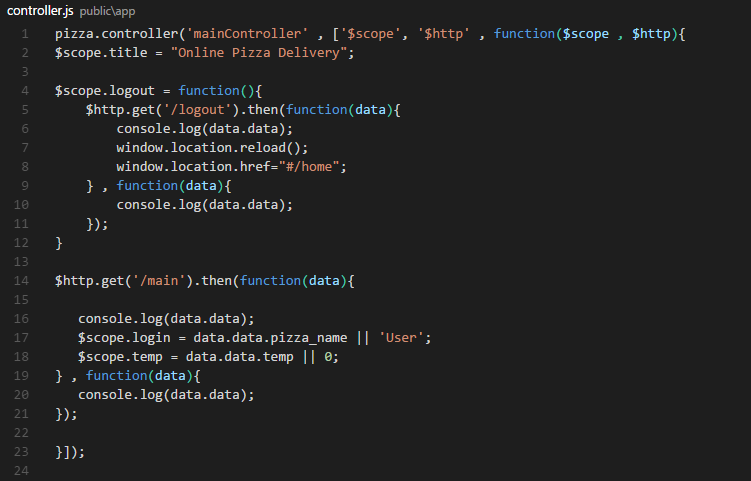 controller.js public\app
1 pizza.controller('mainController' , ['$scope', '$http' , function($scope , $http){
2 $scope.title = "Online Pizza Delivery";
3
4 $scope.logout = function(){
5     $http.get('/logout').then(function(data){
6         console.log(data.data);
7         window.location.reload();
8         window.location.href="#/home";
9     } , function(data){
10         console.log(data.data);
11     });
12 }
13
14 $http.get('/main').then(function(data){
15
16    console.log(data.data);
17    $scope.login = data.data.pizza_name || 'User';
18    $scope.temp = data.data.temp || 0;
19 } , function(data){
20    console.log(data.data);
21 });
22
23 }]);
24